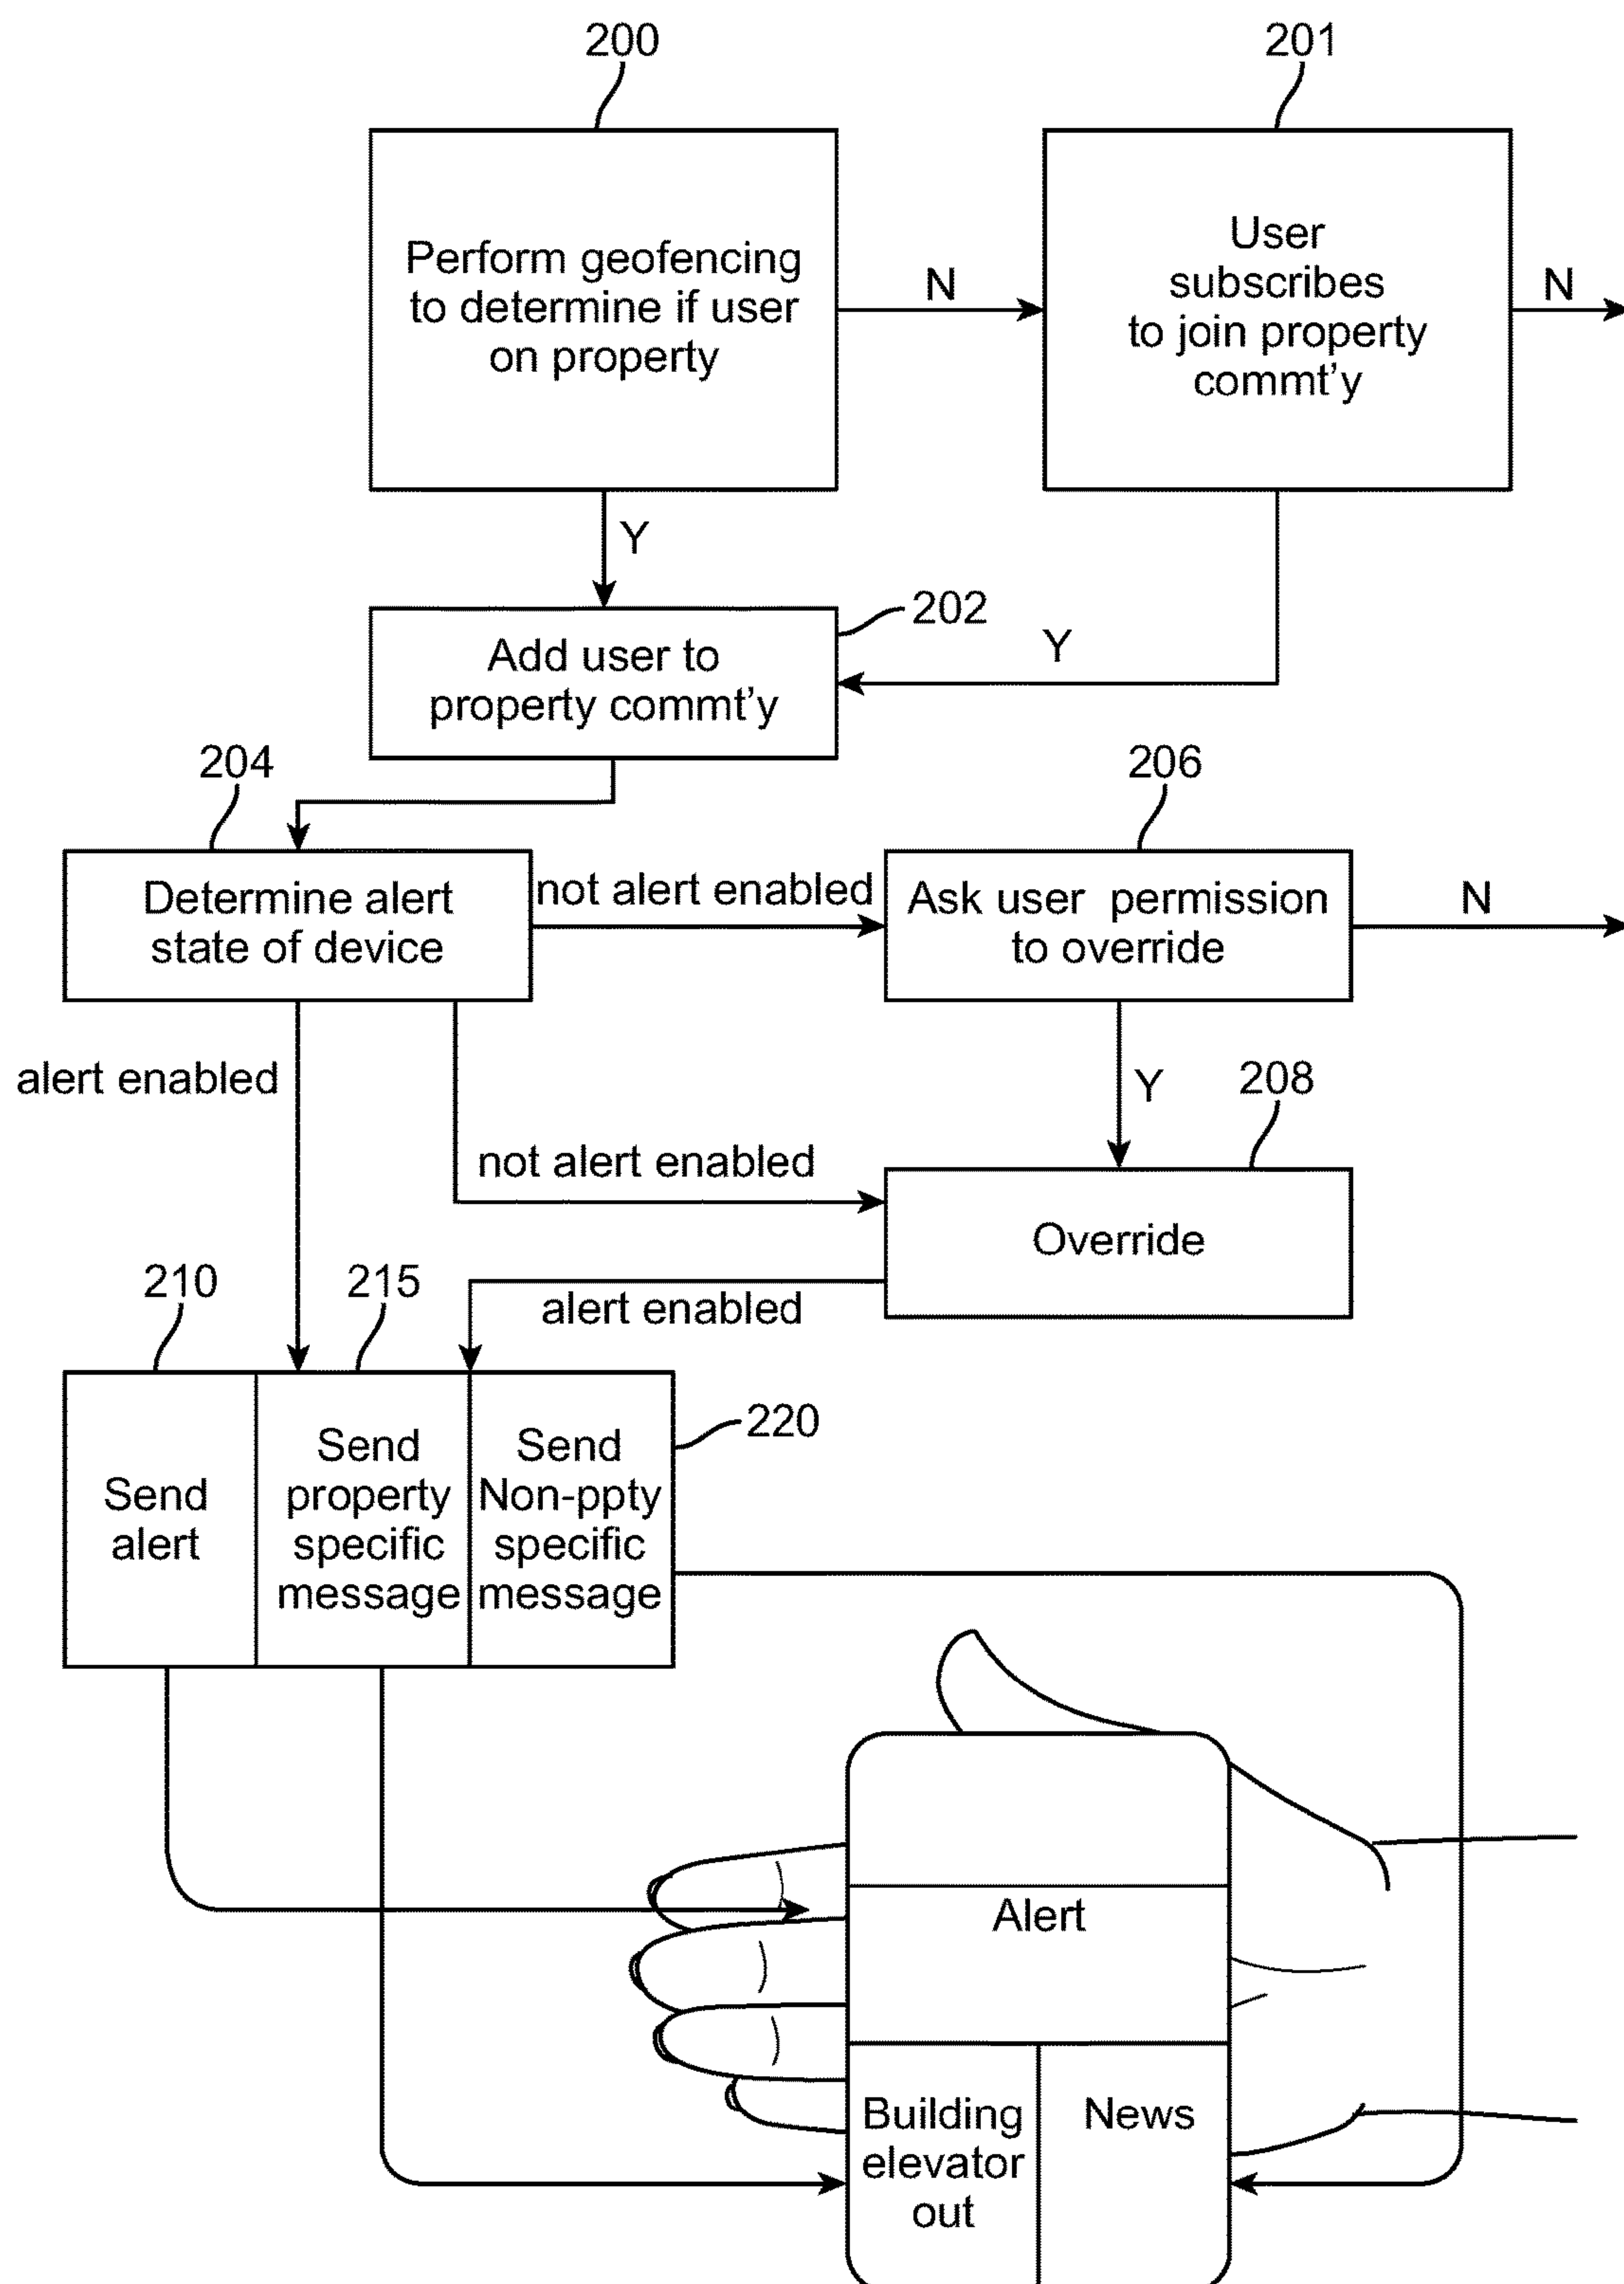 200
201
Perform geofencing
to determine if user
on property
N
User
subscribes
to join property
commt'y
N
Y
202
Add user to
property commt'y
Y
204
206
Determine alert
state of device
not alert enabled
Ask user permission
to override
N
alert enabled
Y
208
not alert enabled
Override
210
215
alert enabled
220
Send
alert
Send
property
specific
message
Send
Non-ppty
specific
message
Alert
Building
elevator
out
News